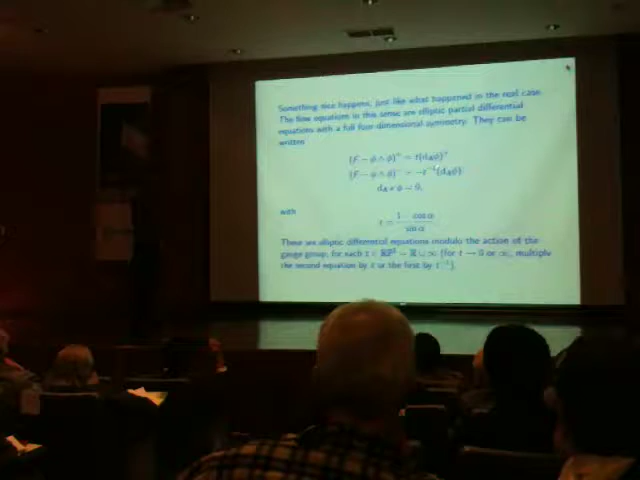 Something nice happens, just like what happened in the real case.
The flow equations in this sense are elliptic partial differential
equations with a full four-dimensional symmetry. They can be
written
(F − ϕ ∧ ϕ)⁺ = t(d_Aϕ)⁺
(F − ϕ ∧ ϕ)⁻ = −t⁻¹(d_Aϕ)⁻
d_A ⋆ ϕ = 0,
with
t = (1 − cos α) / sin α
These are elliptic differential equations modulo the action of the
gauge group, for each t ∈ ℝℙ¹ = ℝ ∪ ∞ (for t → 0 or ∞, multiply
the second equation by t or the first by t⁻¹).